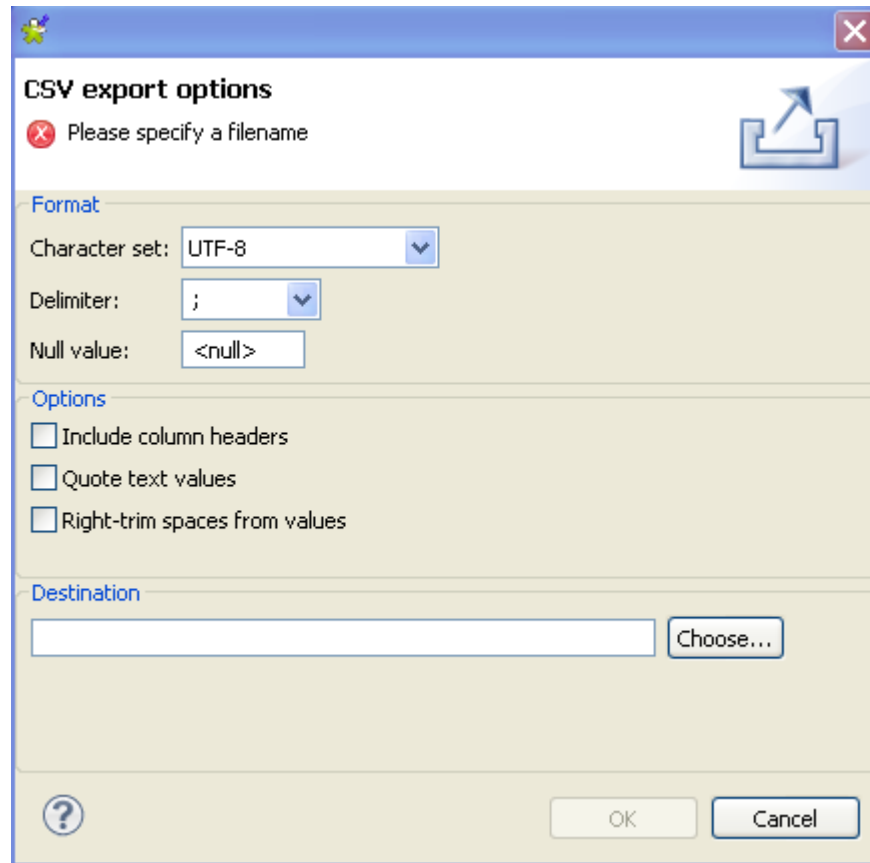 CSV export options
Please specify a filename
Format
Character set: UTF-8
Delimiter: ;
Null value: <null>
Options
Include column headers
Quote text values
Right-trim spaces from values
Destination
Choose...
?
OK Cancel